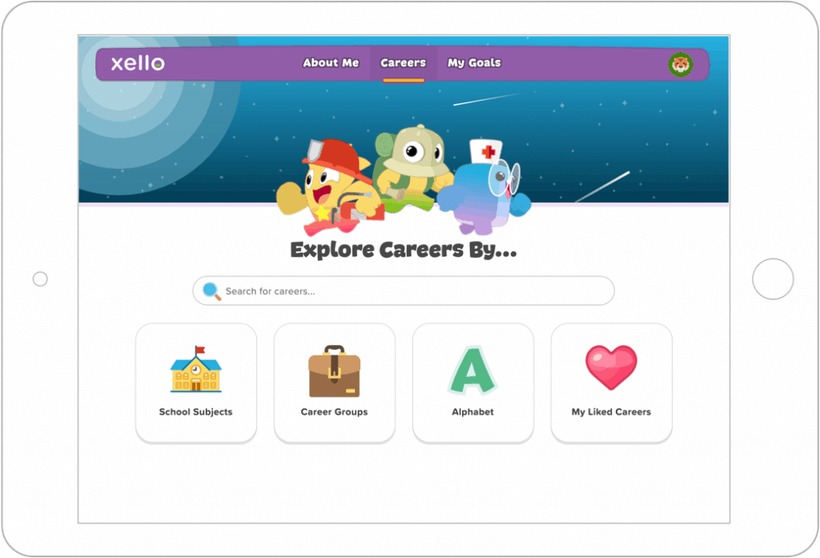 xello About Me Careers My Goals
Explore Careers By...
Search for careers...
School Subjects Career Groups Alphabet My Liked Careers